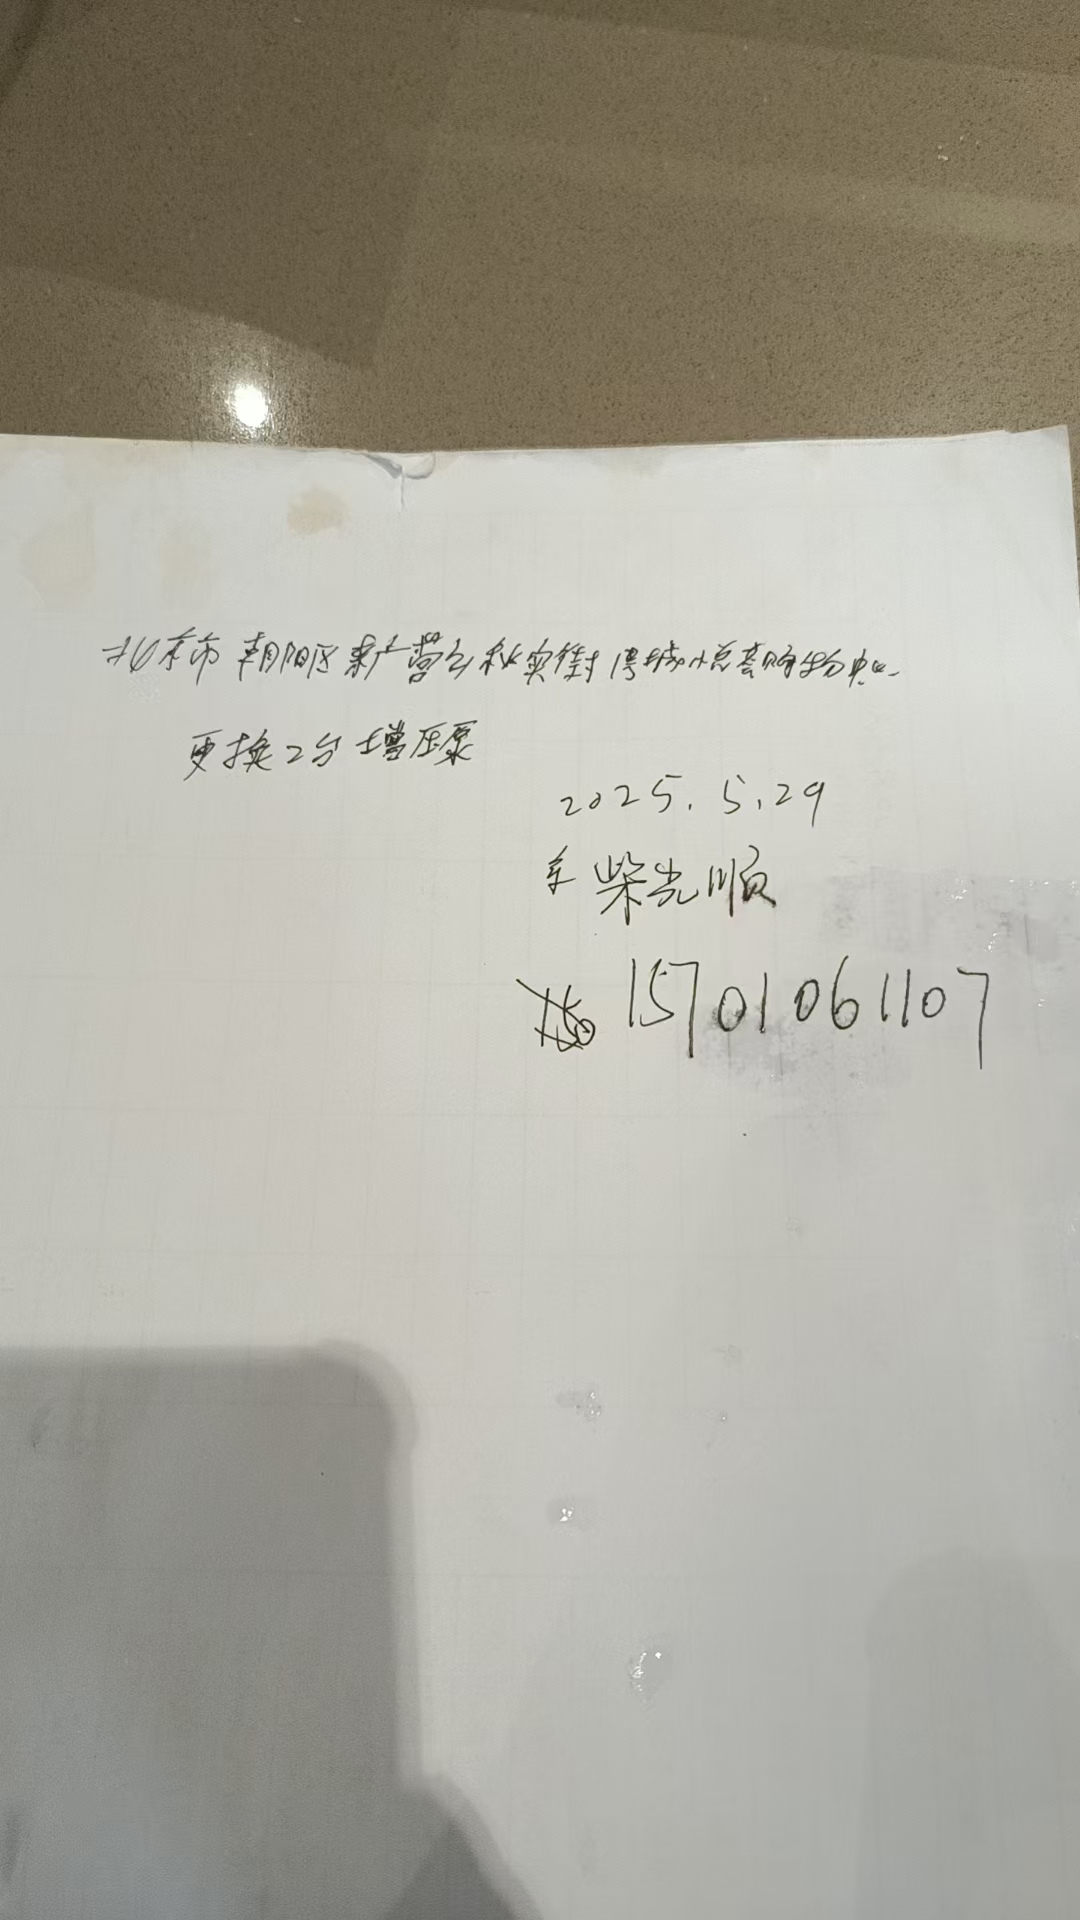 北京市朝阳区来广营乡秋实街 城 购物中心
更换2台增压泵
2025.5.29
柴光顺
15701061107